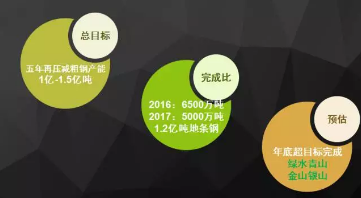 总目标
五年再压减粗钢产能
1亿-1.5亿吨
完成比
2016：6500万吨
2017：5000万吨
1.2亿吨地条钢
预估
年底超目标完成
绿水青山
金山银山